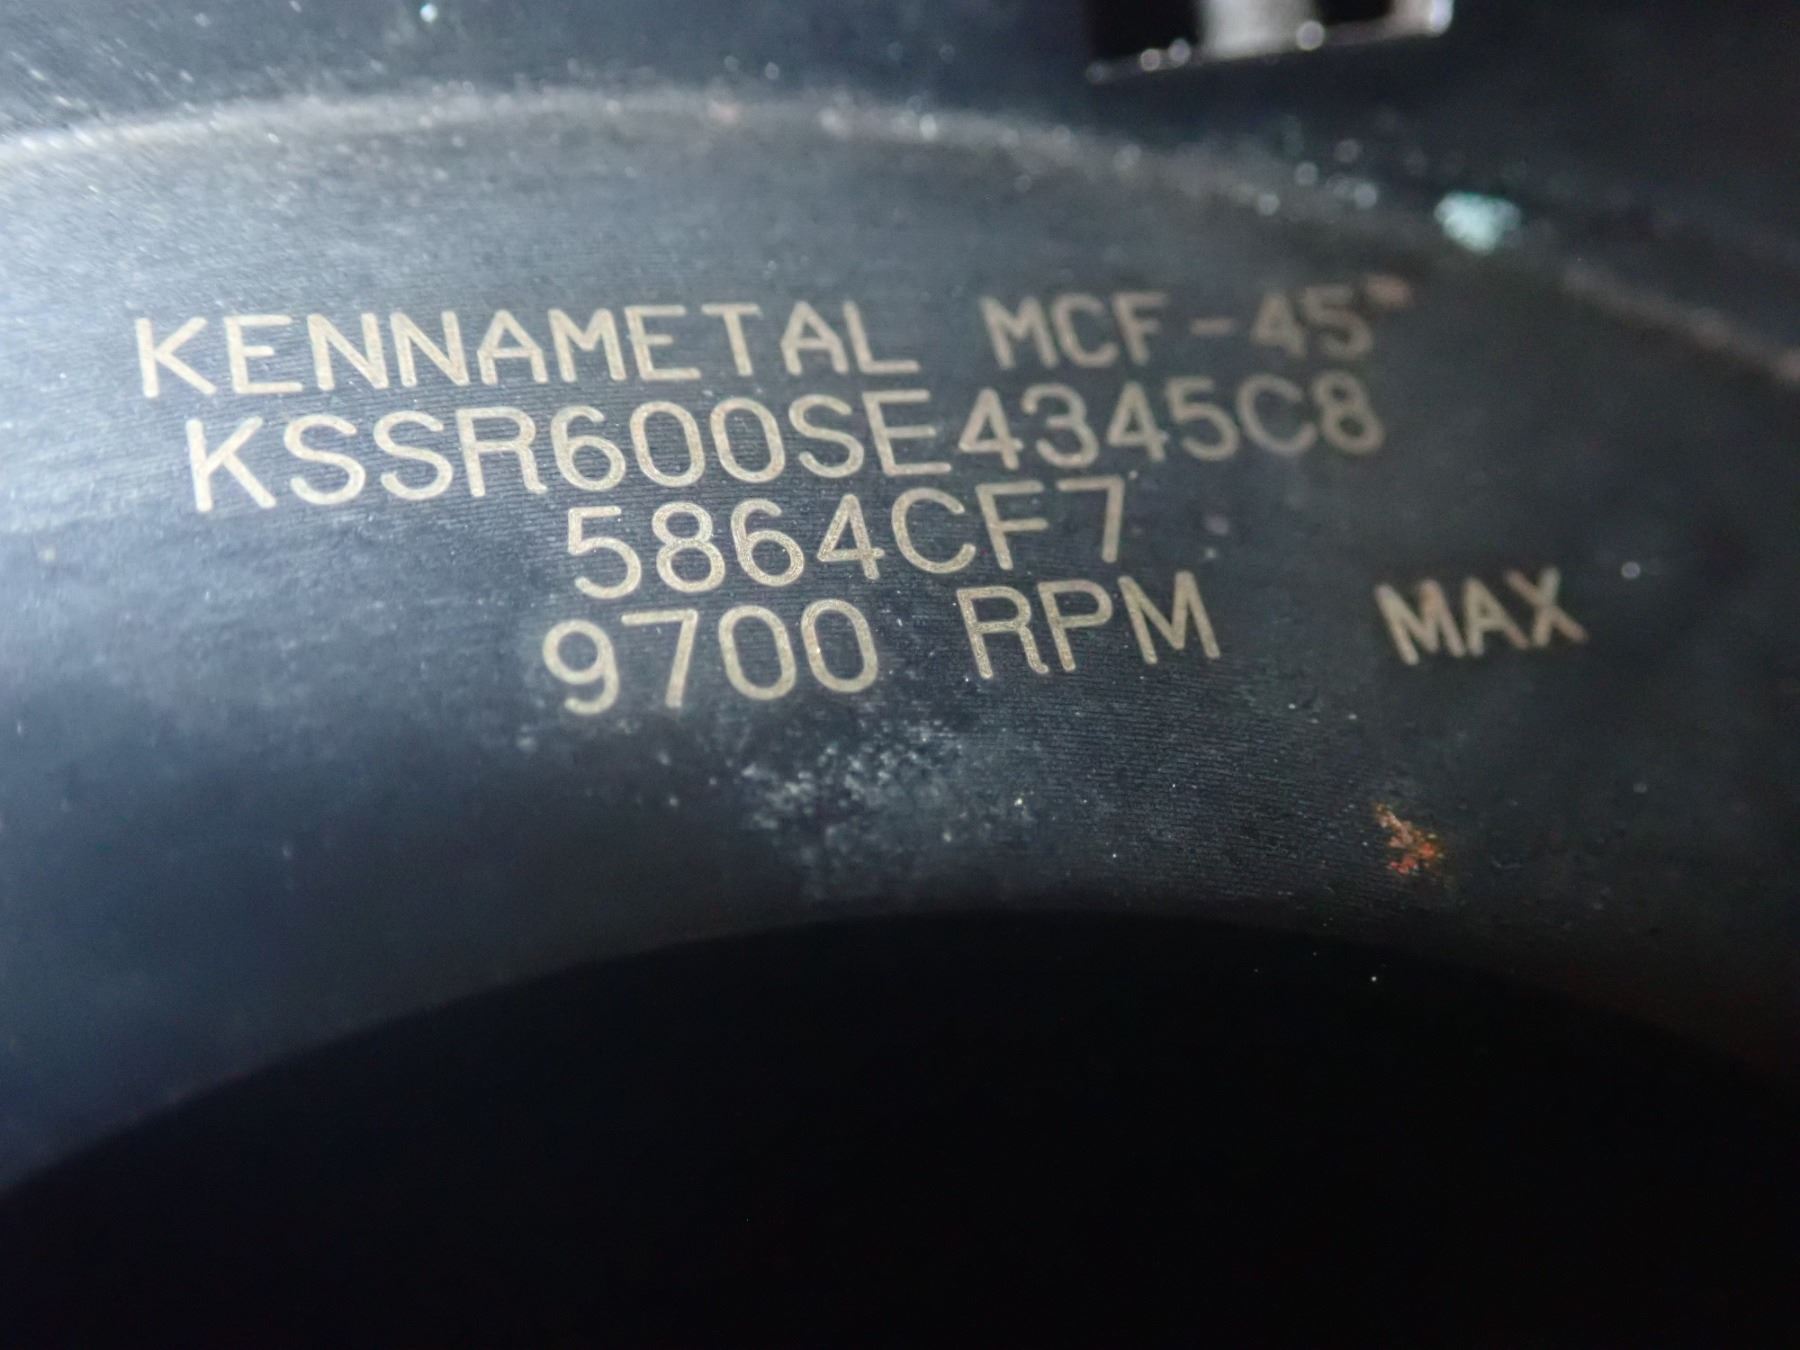 KENNAMETAL MCF-45°
KSSR600SE4345C8
5864CF7
9700 RPM MAX